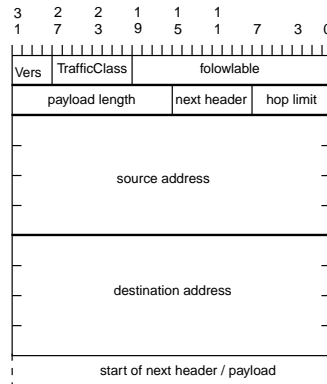 3 2 2 1 1 1
1 7 3 9 5 1 7 3 0
Vers TrafficClass folowlable
payload length next header hop limit
source address
destination address
start of next header / payload